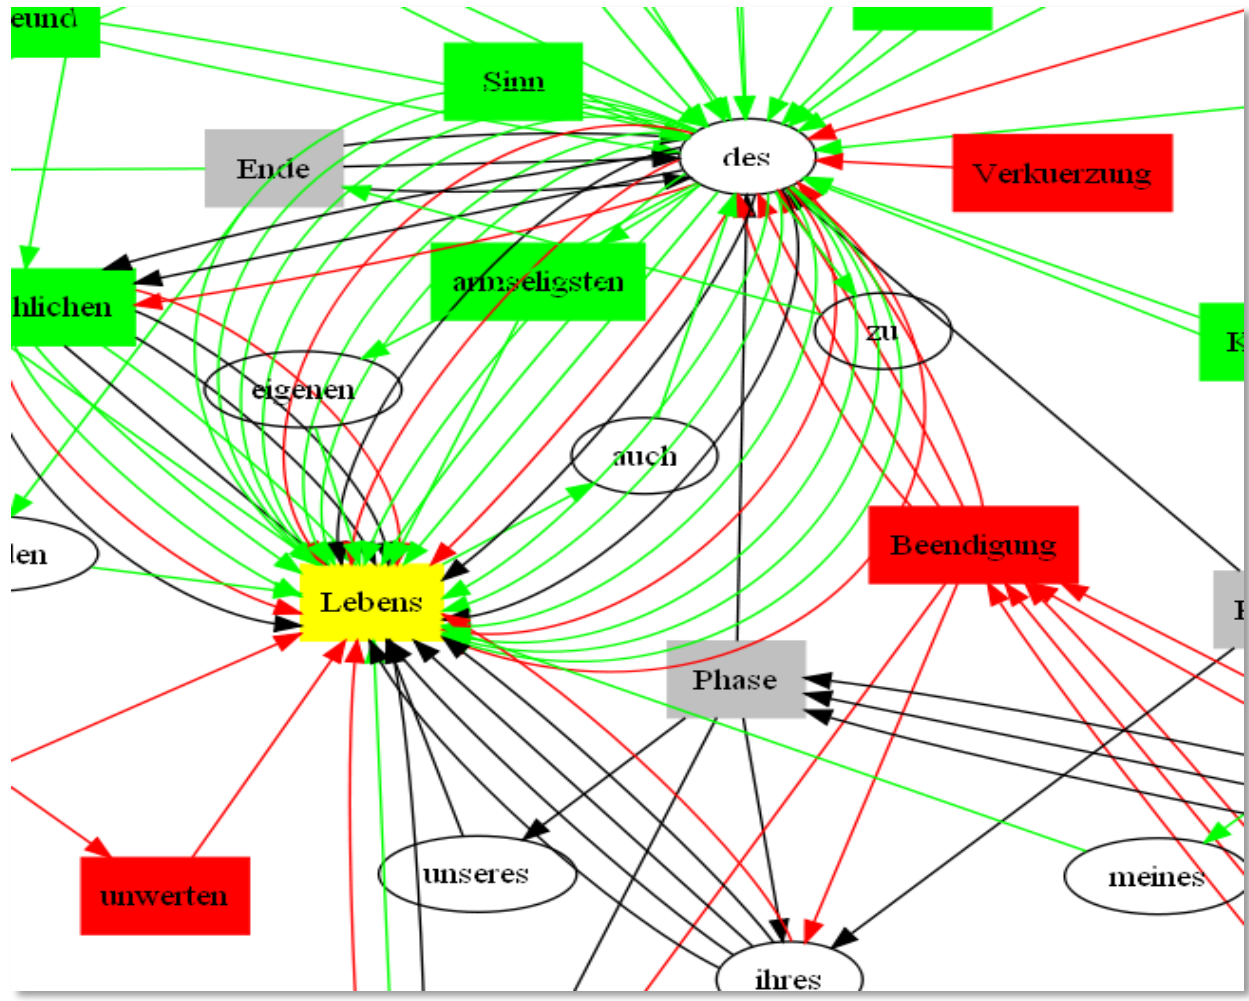 eund
Sinn
des
Ende
Verkuerzung
armseligsten
hlichen
zu
K
eigenen
auch
len
Beendigung
Lebens
Phase
unseres
meines
unwerten
ihres